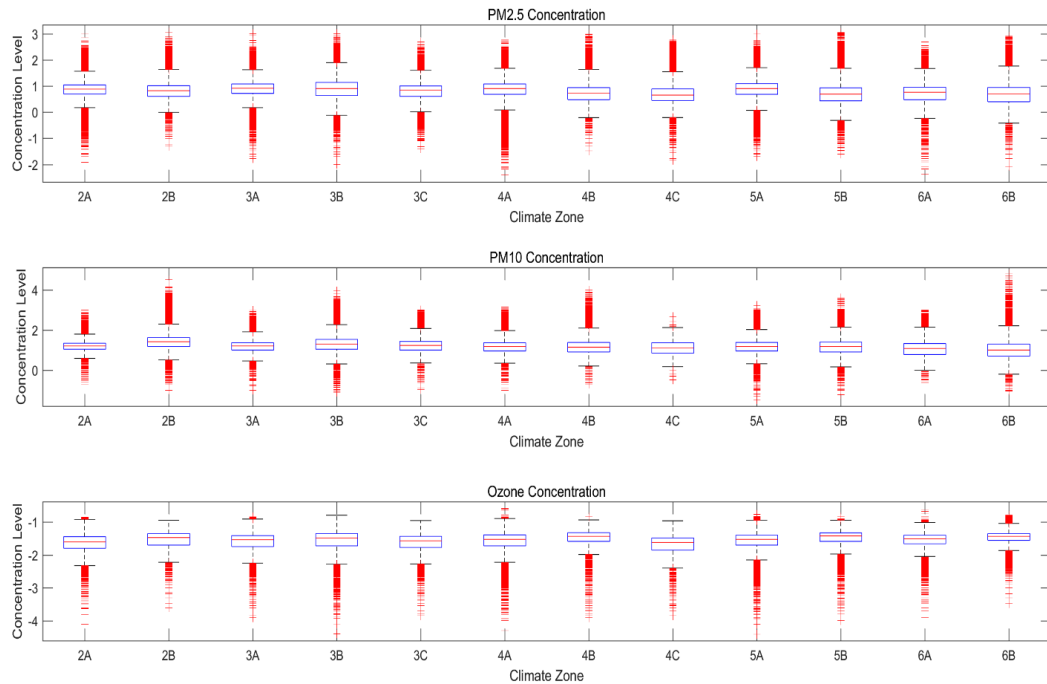 PM2.5 Concentration
Concentration Level
3
2
1
0
-1
-2
2A 2B 3A 3B 3C 4A 4B 4C 5A 5B 6A 6B
Climate Zone
PM10 Concentration
Concentration Level
4
2
0
2A 2B 3A 3B 3C 4A 4B 4C 5A 5B 6A 6B
Climate Zone
Ozone Concentration
Concentration Level
-1
-2
-3
-4
2A 2B 3A 3B 3C 4A 4B 4C 5A 5B 6A 6B
Climate Zone